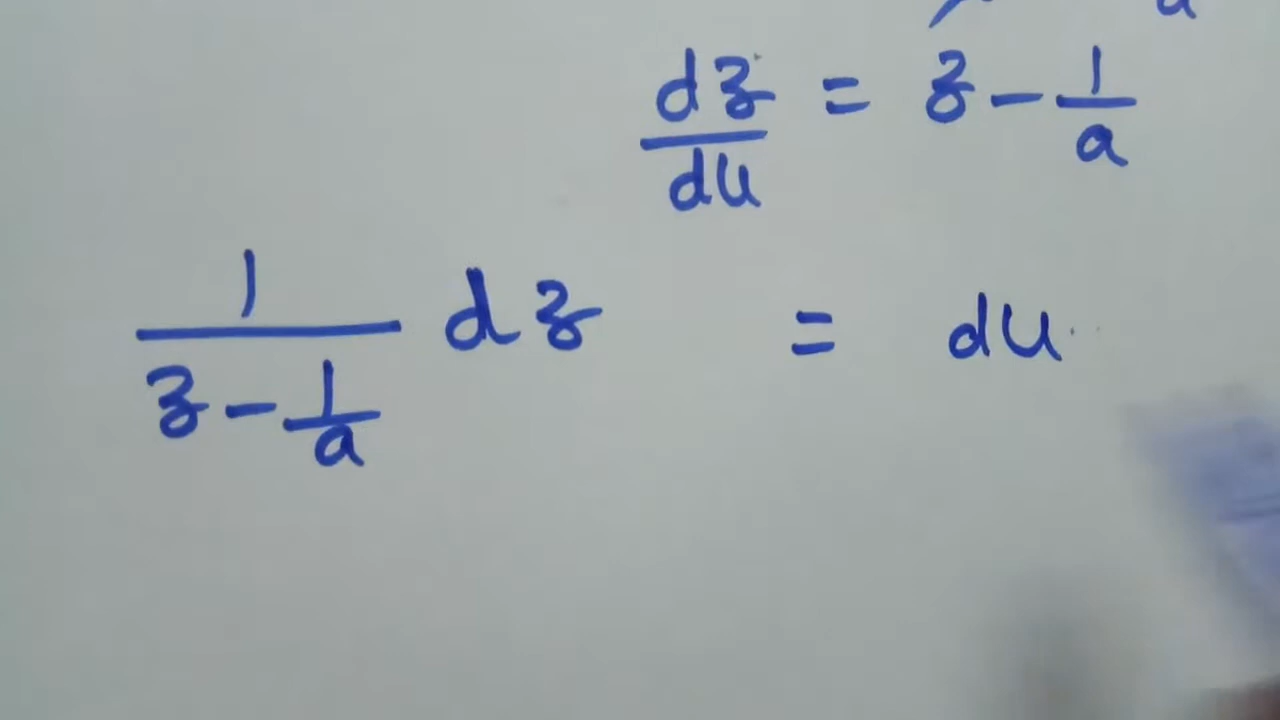 dz/du = z - 1/a
1/(z - 1/a) dz = du